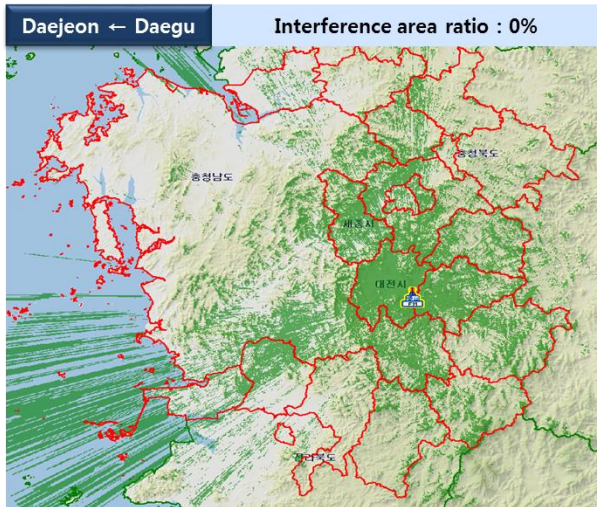 Daejeon ← Daegu
Interference area ratio : 0%
충청북도
충청남도
세종시
대전시
전라북도